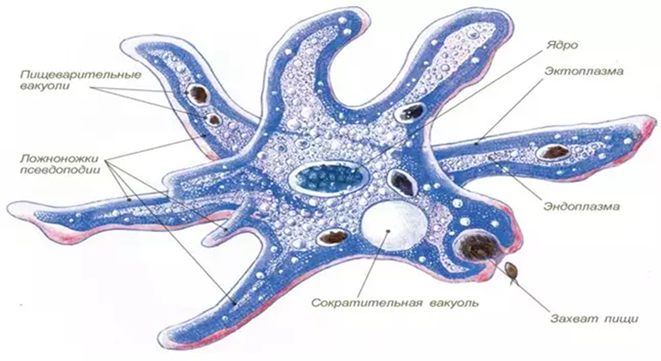 Пищеварительные
вакуоли
Ложноножки
псевдоподии
Ядро
Эктоплазма
Эндоплазма
Сократительная вакуоль
Захват пищи